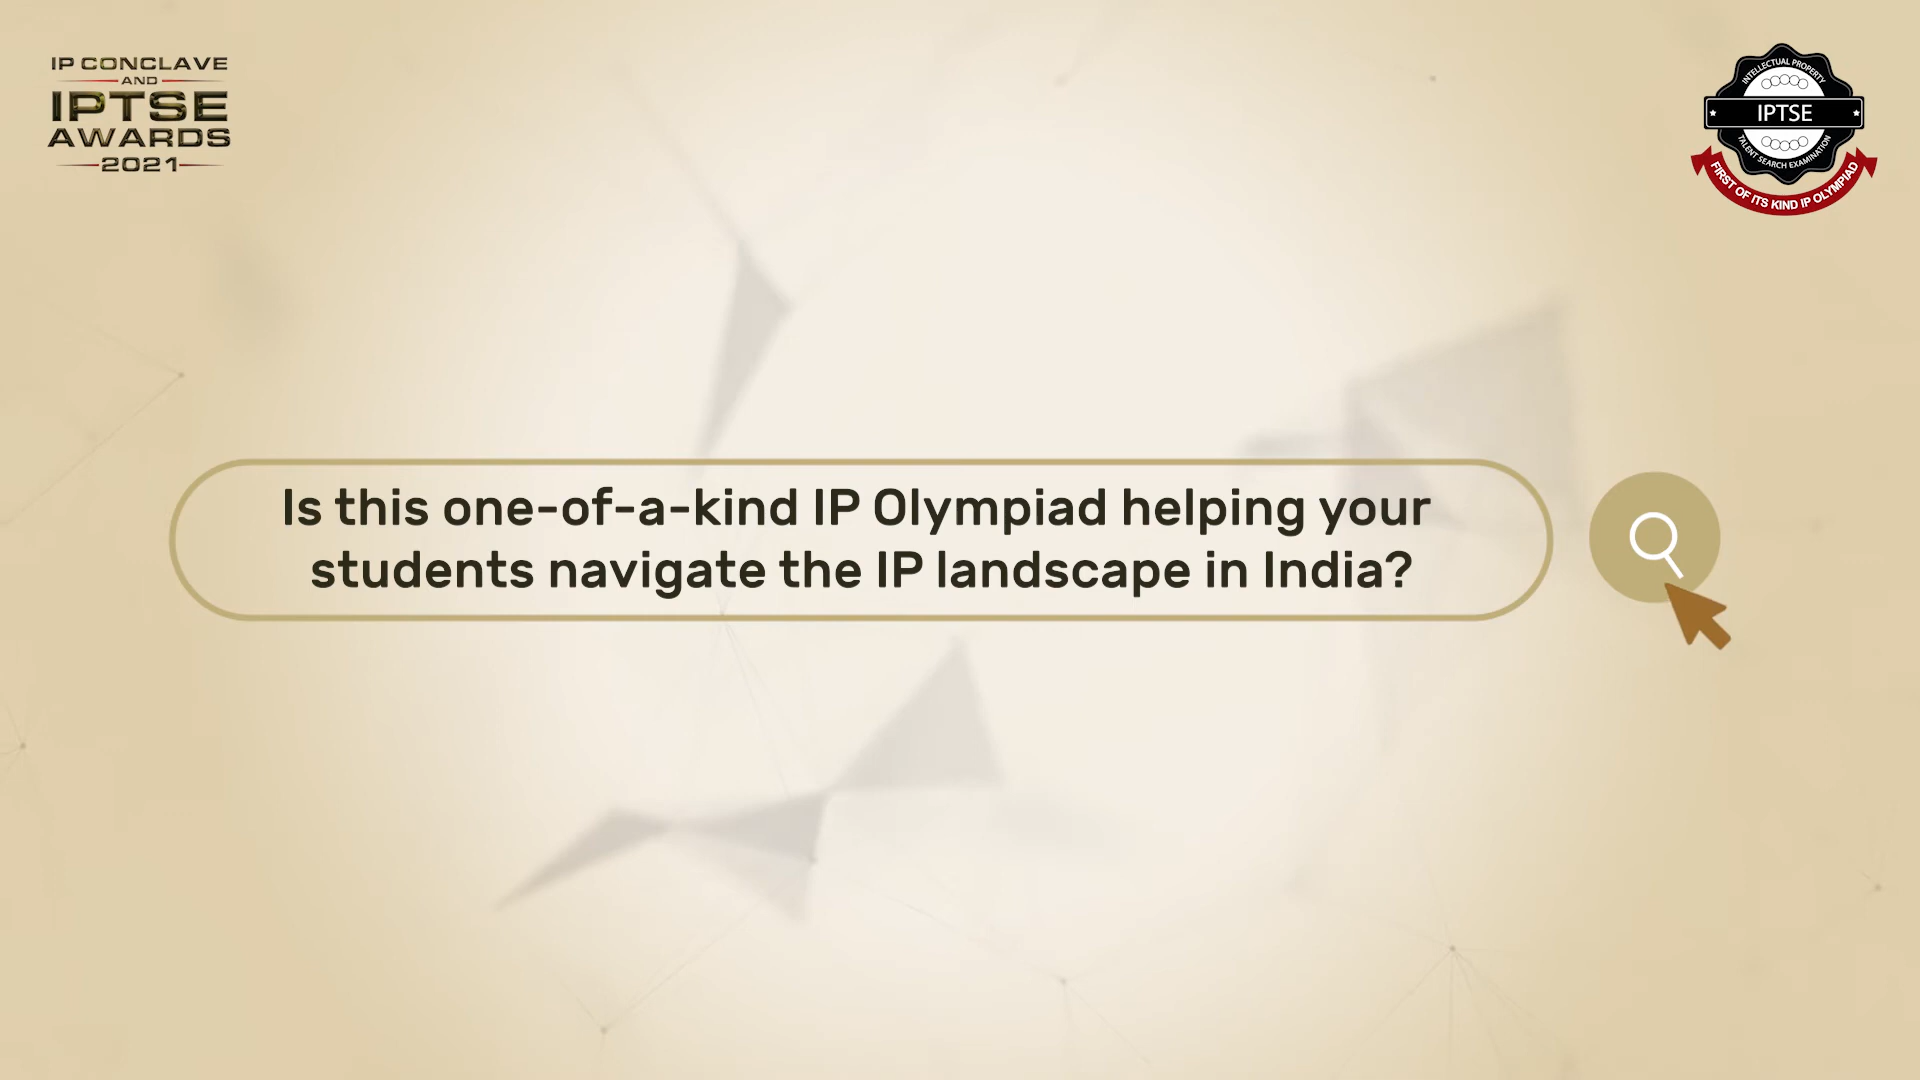 IP CONCLAVE
AND
IPTSE
AWARDS
2021
INTELLECTUAL PROPERTY
IPTSE
TALENT SEARCH EXAMINATION
FIRST OF ITS KIND IP OLYMPIAD
Is this one-of-a-kind IP Olympiad helping your
students navigate the IP landscape in India?